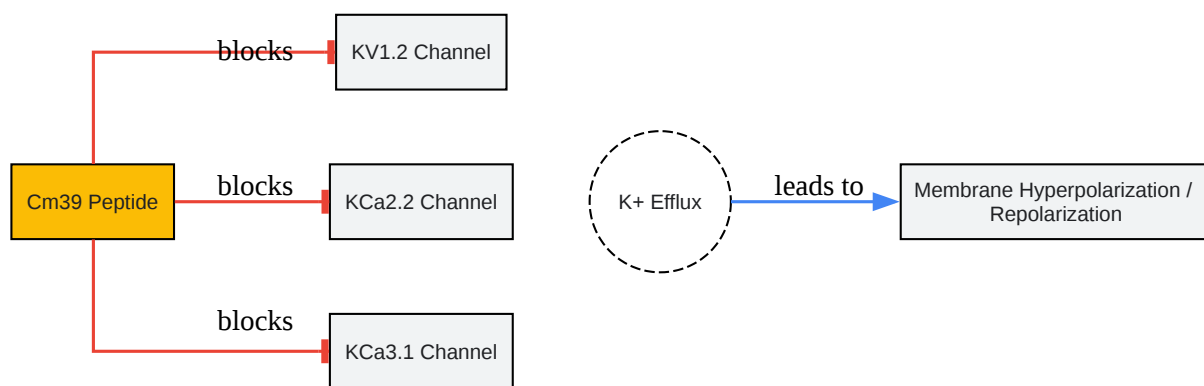 blocks
KV1.2 Channel
Cm39 Peptide
blocks
KCa2.2 Channel
K+ Efflux
leads to
Membrane Hyperpolarization /
Repolarization
blocks
KCa3.1 Channel